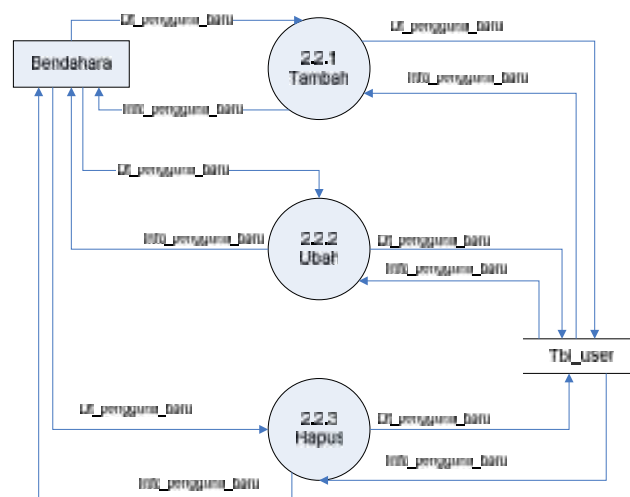 Dt_pengguna_baru
Dt_pengguna_baru
Bendahara
2.2.1
Tambah
Info_pengguna_baru
Info_pengguna_baru
Dt_pengguna_baru
2.2.2
Ubah
Info_pengguna_baru
Dt_pengguna_baru
Info_pengguna_baru
Tbl_user
2.2.3
Hapus
Dt_pengguna_baru
Dt_pengguna_baru
Info_pengguna_baru
Info_pengguna_baru